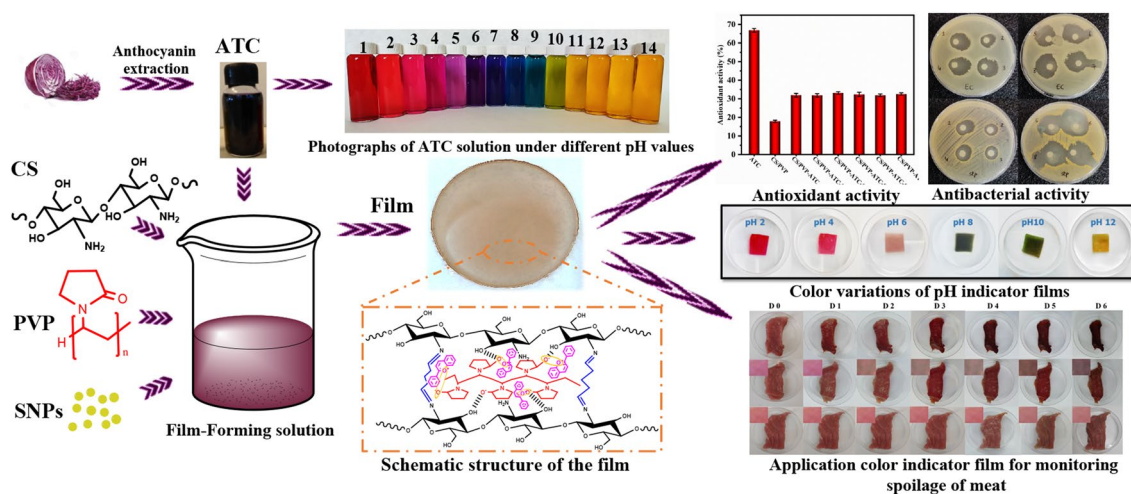 Anthocyanin
extraction
ATC
1 2 3 4 5 6 7 8 9 10 11 12 13 14
Photographs of ATC solution under different pH values
CS
OH
OH
HO
NH2
HO
NH2
OH
PVP
N
O
H
n
SNPs
Film-Forming solution
Film
Schematic structure of the film
Antioxidant activity (%)
70
60
50
40
30
20
10
0
ATC
CS/PVP
Antioxidant activity
EC
EC
Antibacterial activity
pH 2
pH 4
pH 6
pH 8
pH10
pH 12
Color variations of pH indicator films
D 0 D 1 D 2 D 3 D 4 D 5 D 6
Application color indicator film for monitoring
spoilage of meat